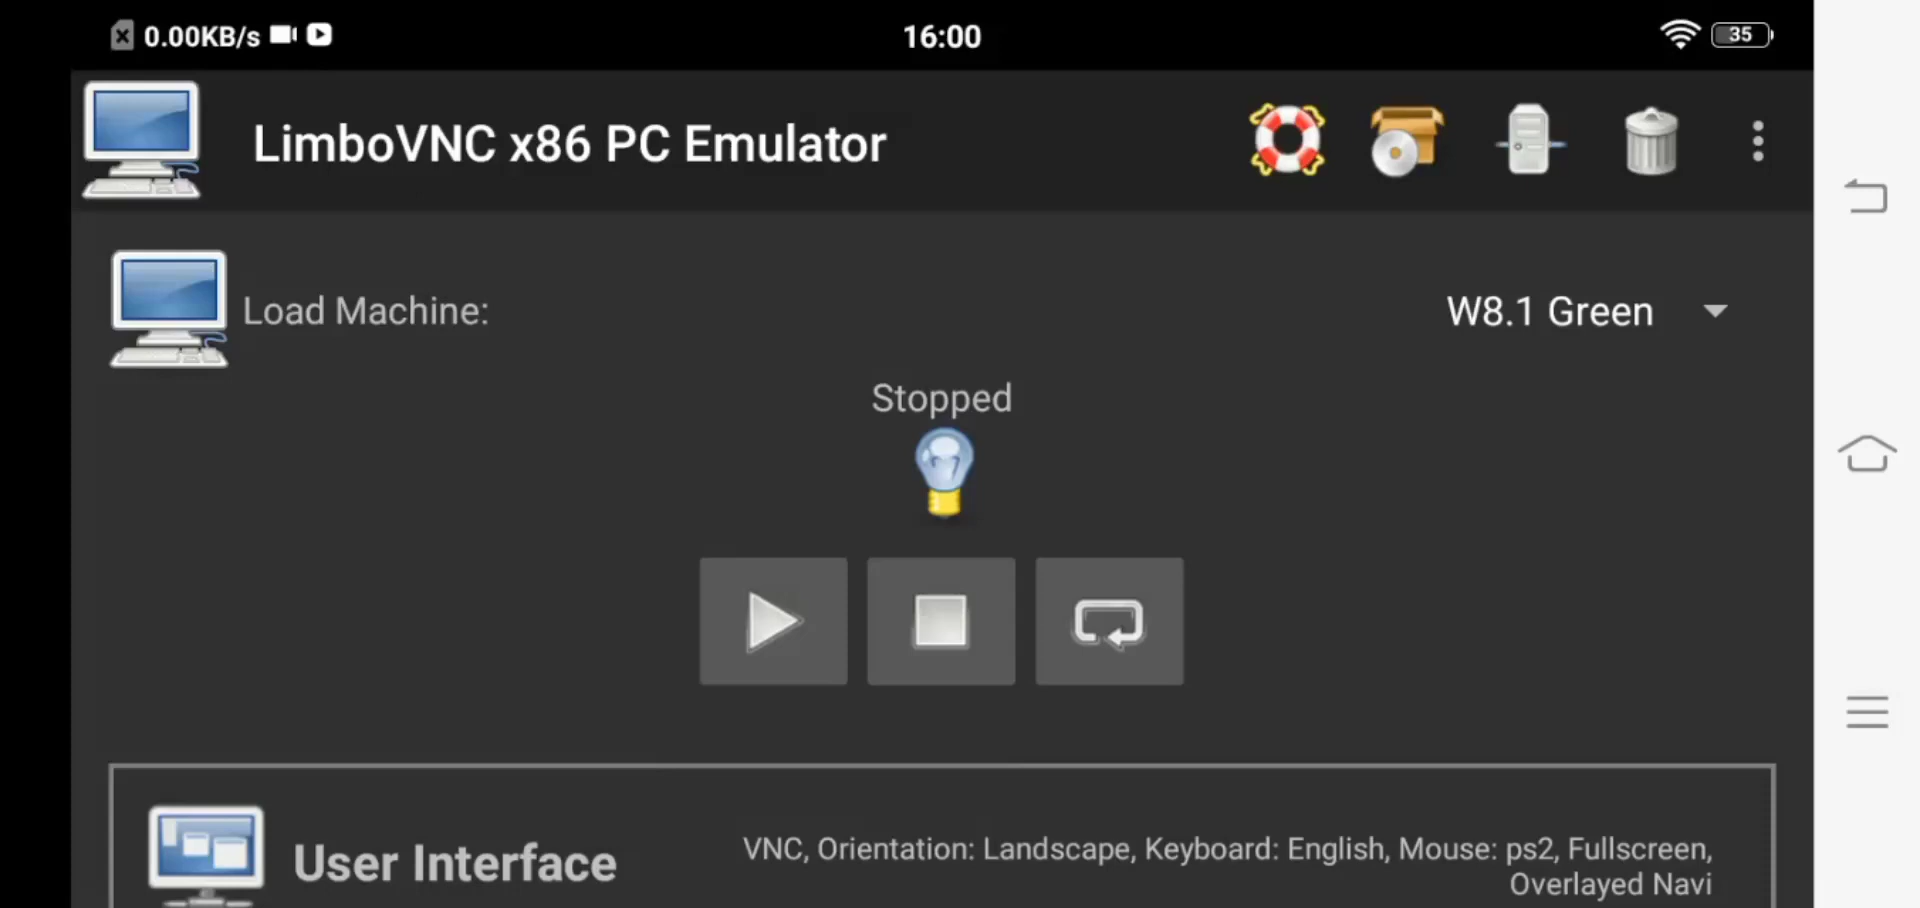 0.00KB/s
16:00
35
LimboVNC x86 PC Emulator
Load Machine:
W8.1 Green
Stopped
User Interface
VNC, Orientation: Landscape, Keyboard: English, Mouse: ps2, Fullscreen,
Overlayed Navi